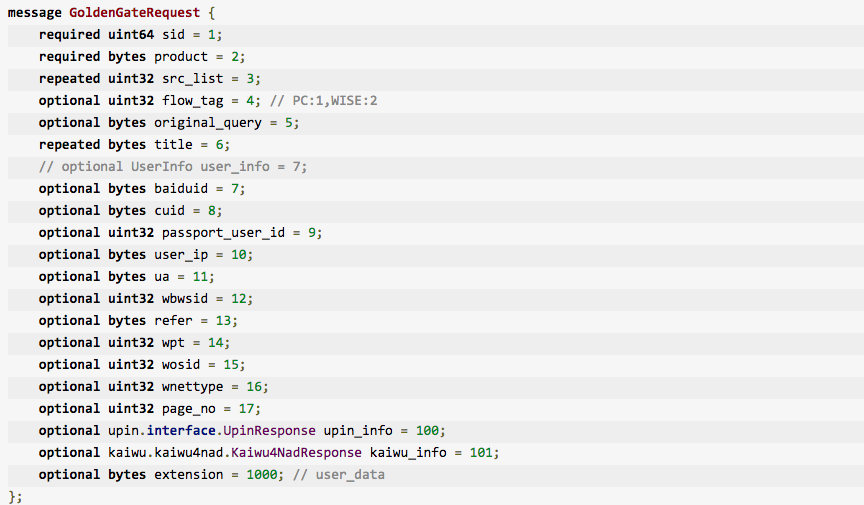 message GoldenGateRequest {
required uint64 sid = 1;
required bytes product = 2;
repeated uint32 src_list = 3;
optional uint32 flow_tag = 4; // PC:1,WISE:2
optional bytes original_query = 5;
repeated bytes title = 6;
// optional UserInfo user_info = 7;
optional bytes baiduid = 7;
optional bytes cuid = 8;
optional uint32 passport_user_id = 9;
optional bytes user_ip = 10;
optional bytes ua = 11;
optional uint32 wbwsid = 12;
optional bytes refer = 13;
optional uint32 wpt = 14;
optional uint32 wosid = 15;
optional uint32 wnettype = 16;
optional uint32 page_no = 17;
optional upin.interface.UpinResponse upin_info = 100;
optional kaiwu.kaiwu4nad.Kaiwu4NadResponse kaiwu_info = 101;
optional bytes extension = 1000; // user_data
};